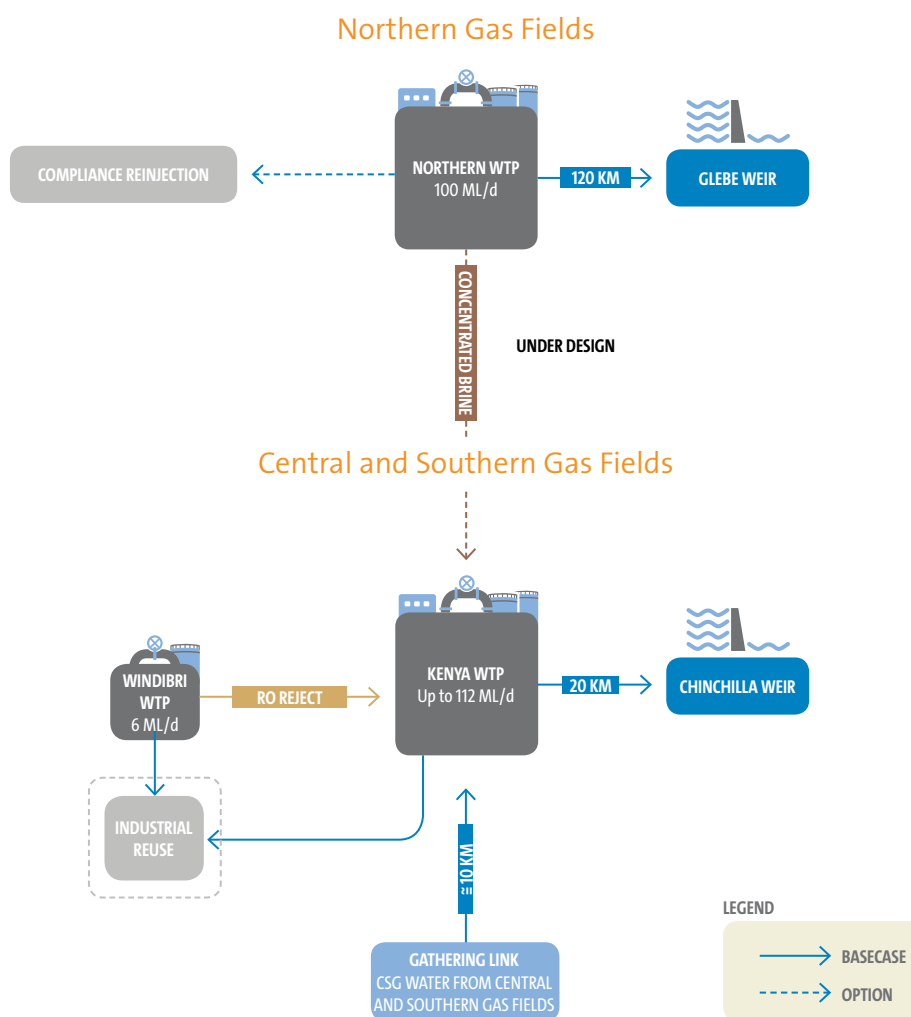 Northern Gas Fields
COMPLIANCE REINJECTION
NORTHERN WTP
100 ML/d
120 KM
GLEBE WEIR
CONCENTRATED BRINE
UNDER DESIGN
Central and Southern Gas Fields
WINDIBRI
WTP
6 ML/d
RO REJECT
KENYA WTP
Up to 112 ML/d
20 KM
CHINCHILLA WEIR
INDUSTRIAL
REUSE
≈10 KM
GATHERING LINK
CSG WATER FROM CENTRAL
AND SOUTHERN GAS FIELDS
LEGEND
BASECASE
OPTION